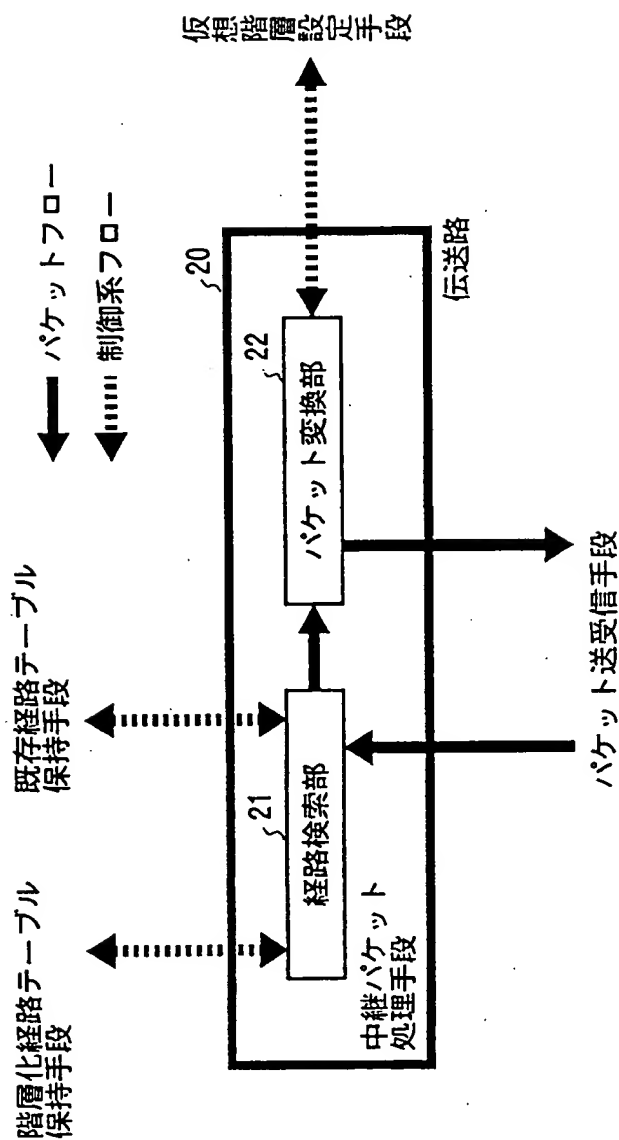 階層化経路テーブル
保持手段
既存経路テーブル
保持手段
パケットフロー
制御系フロー
仮想階層設定手段
20
21
経路検索部
22
パケット変換部
中継パケット
処理手段
伝送路
パケット送受信手段